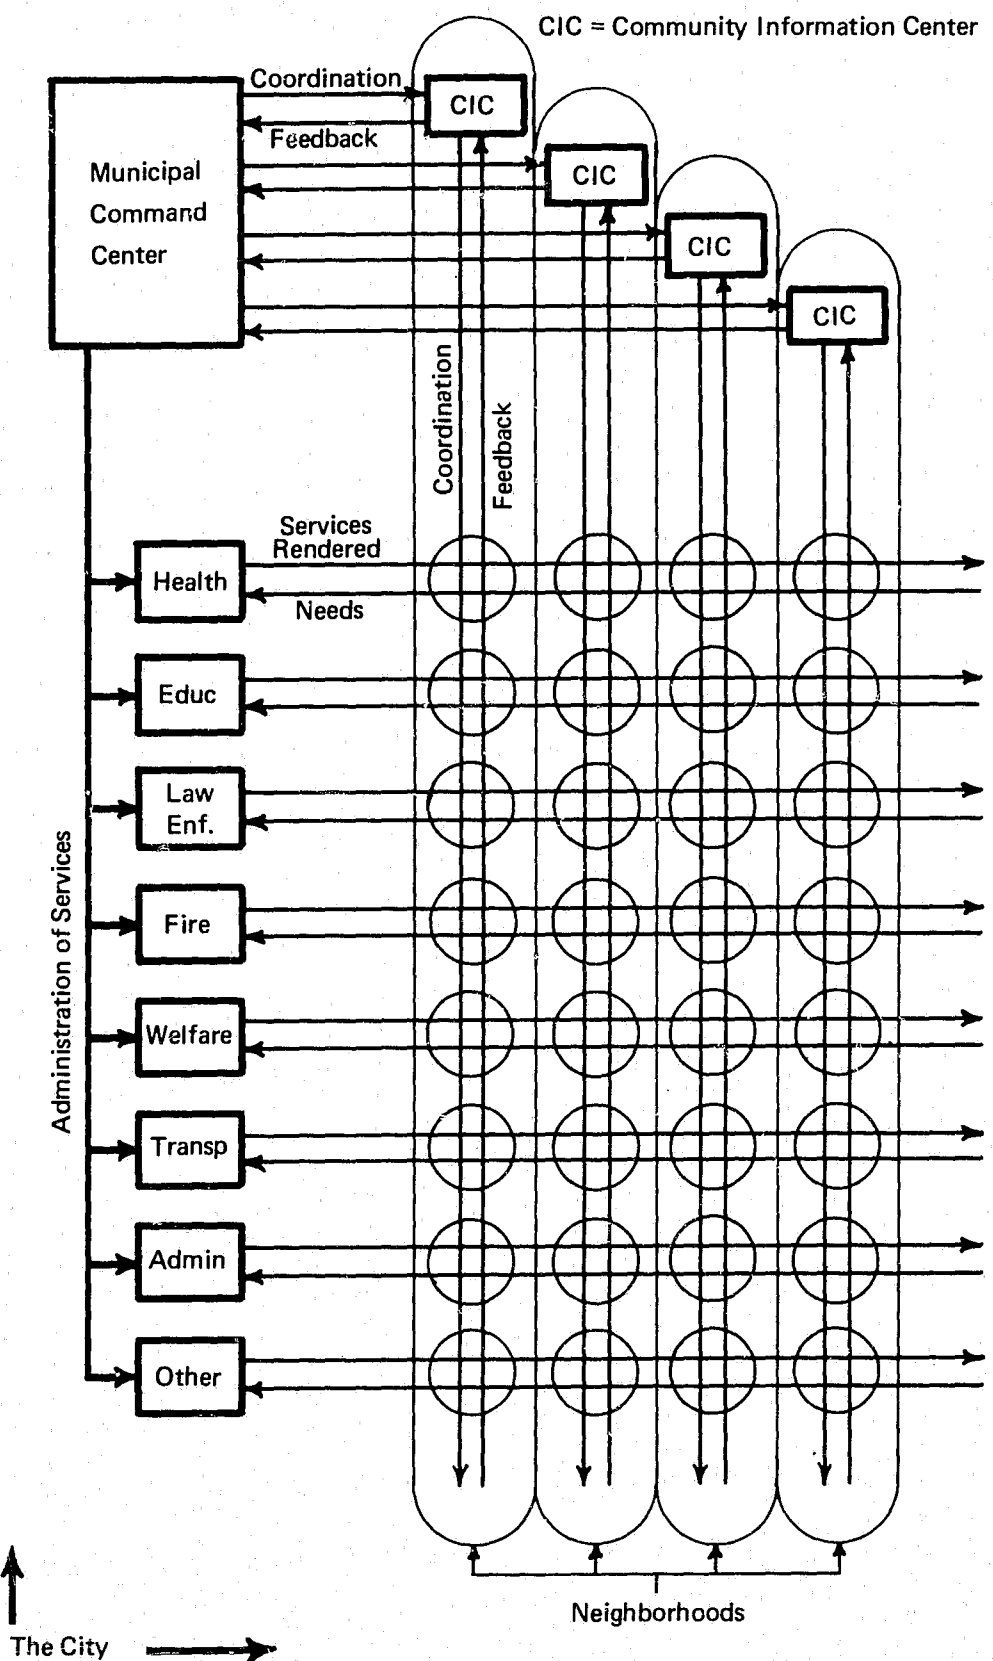 CIC = Community Information Center
Coordination
CIC
Feedback
Municipal
Command
Center
CIC
CIC
CIC
Coordination
Feedback
Services
Rendered
Health
Needs
Educ
Law
Enf.
Administration of Services
Fire
Welfare
Transp
Admin
Other
Neighborhoods
The City